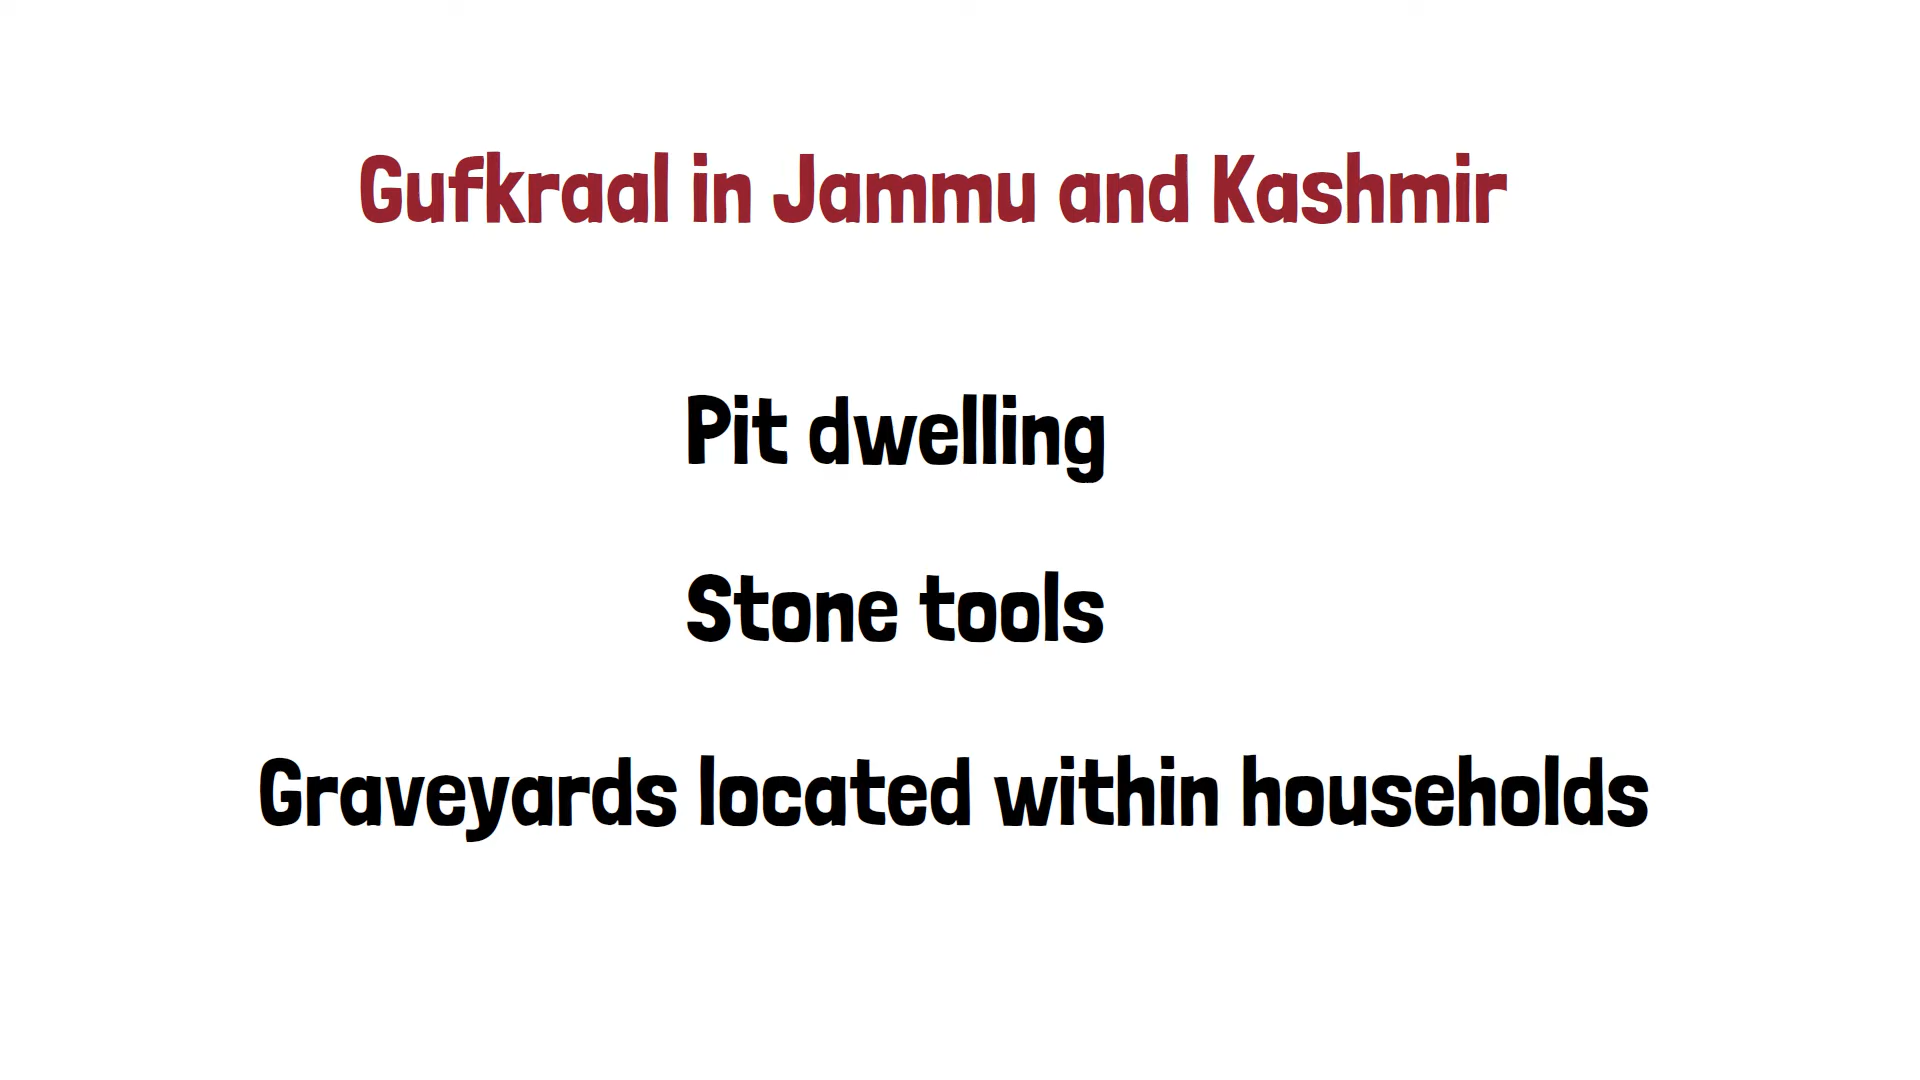 Gufkraal in Jammu and Kashmir
Pit dwelling
Stone tools
Graveyards located within households